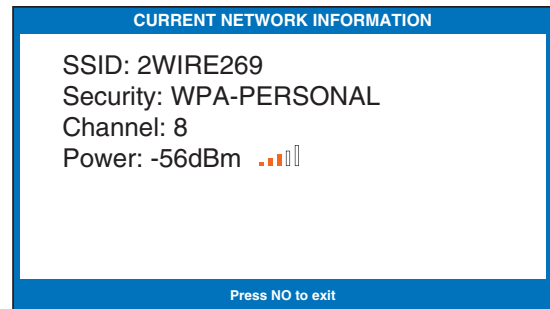 CURRENT NETWORK INFORMATION
SSID: 2WIRE269
Security: WPA-PERSONAL
Channel: 8
Power: -56dBm
Press NO to exit